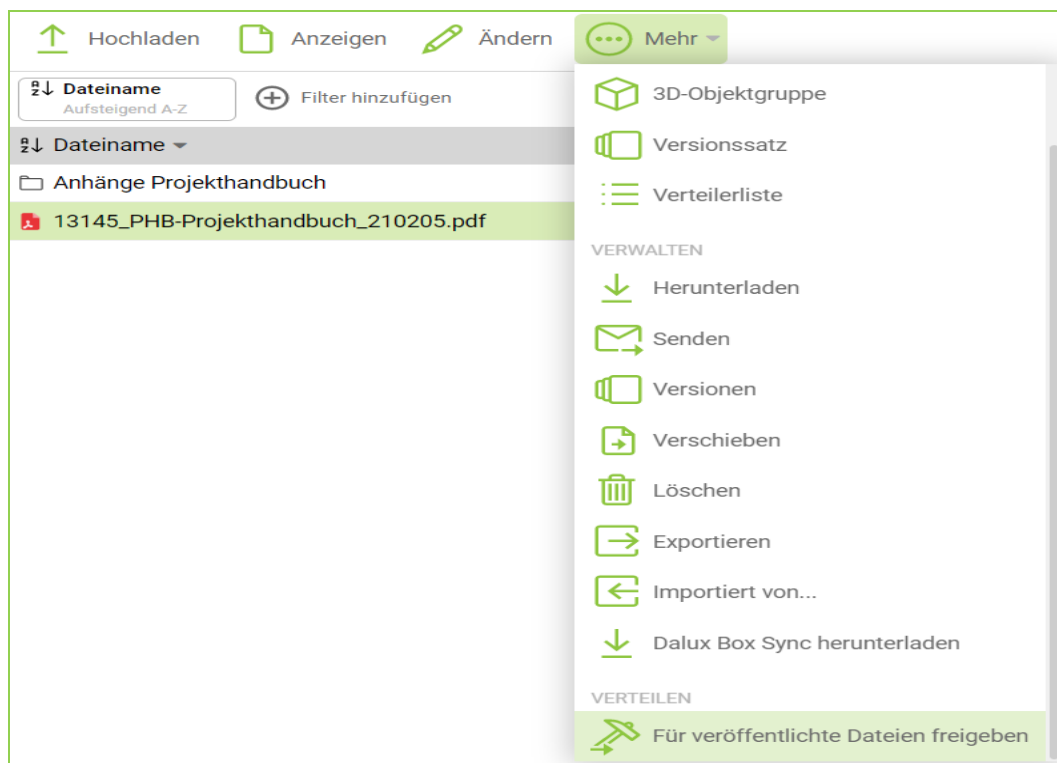 Hochladen Anzeigen Ändern Mehr
Dateiname
Aufsteigend A-Z
Filter hinzufügen
Dateiname
Anhänge Projekthandbuch
13145_PHB-Projekthandbuch_210205.pdf
3D-Objektgruppe
Versionssatz
Verteilerliste
VERWALTEN
Herunterladen
Senden
Versionen
Verschieben
Löschen
Exportieren
Importiert von...
Dalux Box Sync herunterladen
VERTEILEN
Für veröffentlichte Dateien freigeben